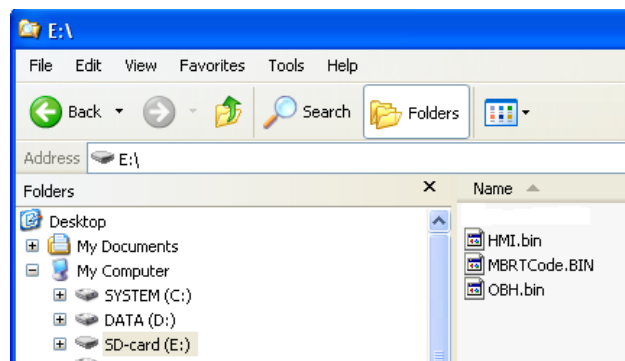 E:\
File Edit View Favorites Tools Help
Back Search Folders
Address E:\
Folders Name
Desktop
My Documents
My Computer
SYSTEM (C:)
DATA (D:)
SD-card (E:)
HMI.bin
MBRTCode.BIN
OBH.bin